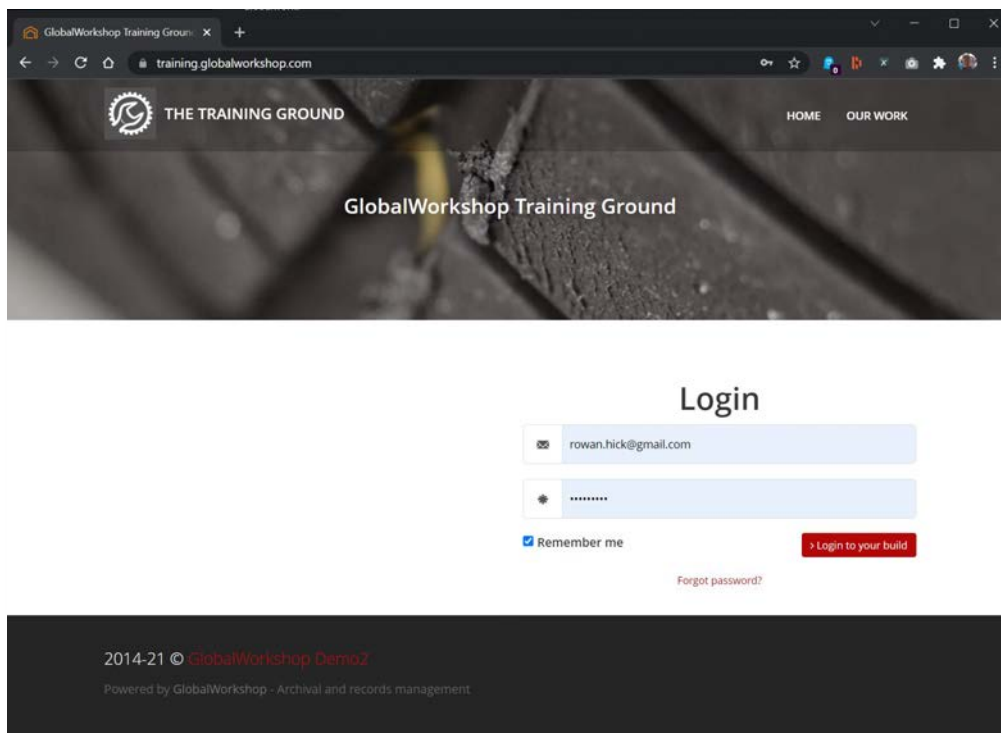 GlobalWorkshop Training Groun
training.globalworkshop.com
0
THE TRAINING GROUND
HOME
OUR WORK
GlobalWorkshop Training Ground
Login
rowan.hick@gmail.com
•••••••••
Remember me
› Login to your build
Forgot password?
2014-21 © GlobalWorkshop Demo2
Powered by GlobalWorkshop - Archival and records management